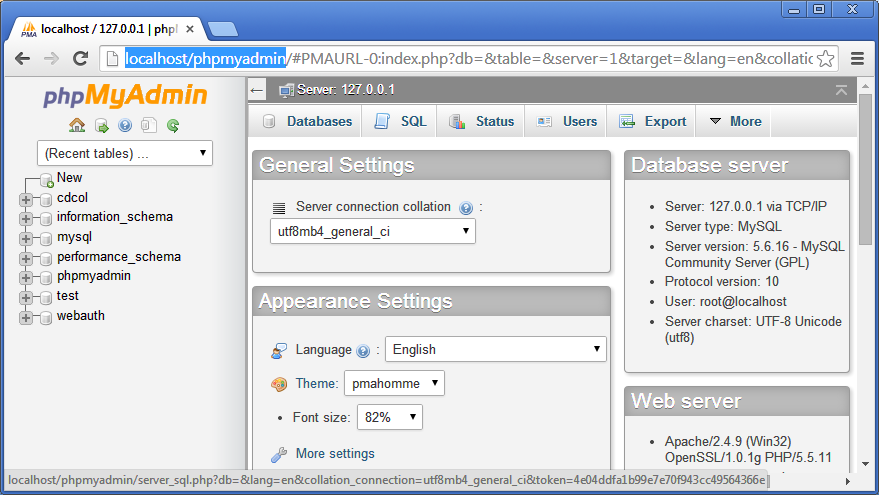 localhost / 127.0.0.1 | phpl
localhost/phpmyadmin/#PMAURL-0:index.php?db=&table=&server=1&target=&lang=en&collatio
phpMyAdmin
(Recent tables) ...
New
cdcol
information_schema
mysql
performance_schema
phpmyadmin
test
webauth
Server: 127.0.0.1
Databases
SQL
Status
Users
Export
More
General Settings
Server connection collation :
utf8mb4_general_ci
Appearance Settings
Language :
English
Theme:
pmahomme
• Font size:
82%
More settings
Database server
• Server: 127.0.0.1 via TCP/IP
• Server type: MySQL
• Server version: 5.6.16 - MySQL
Community Server (GPL)
• Protocol version: 10
• User: root@localhost
• Server charset: UTF-8 Unicode
(utf8)
Web server
• Apache/2.4.9 (Win32)
OpenSSL/1.0.1g PHP/5.5.11
localhost/phpmyadmin/server_sql.php?db=&lang=en&collation_connection=utf8mb4_general_ci&token=4e04ddfa1b99e7e70f943cc49564366e